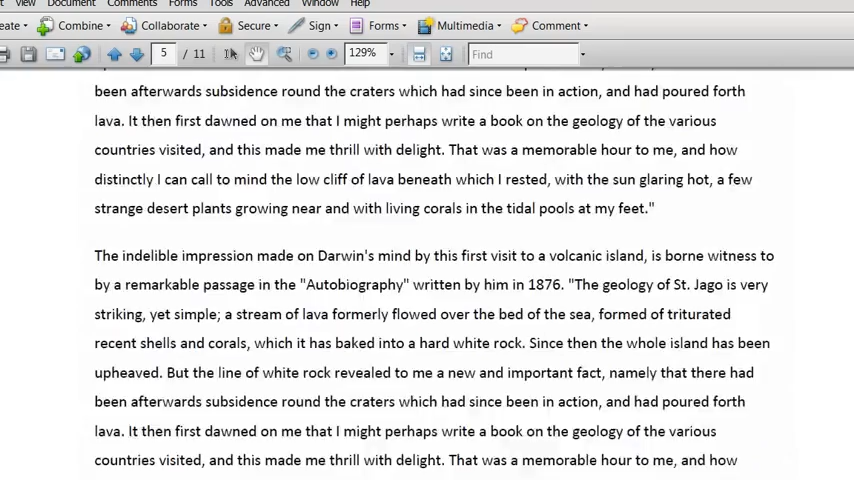 View Document Comments Forms Tools Advanced Window Help
Combine Collaborate Secure Sign Forms Multimedia Comment
5 / 11 129% Find
been afterwards subsidence round the craters which had since been in action, and had poured forth
lava. It then first dawned on me that I might perhaps write a book on the geology of the various
countries visited, and this made me thrill with delight. That was a memorable hour to me, and how
distinctly I can call to mind the low cliff of lava beneath which I rested, with the sun glaring hot, a few
strange desert plants growing near and with living corals in the tidal pools at my feet."
The indelible impression made on Darwin's mind by this first visit to a volcanic island, is borne witness to
by a remarkable passage in the "Autobiography" written by him in 1876. "The geology of St. Jago is very
striking, yet simple; a stream of lava formerly flowed over the bed of the sea, formed of triturated
recent shells and corals, which it has baked into a hard white rock. Since then the whole island has been
upheaved. But the line of white rock revealed to me a new and important fact, namely that there had
been afterwards subsidence round the craters which had since been in action, and had poured forth
lava. It then first dawned on me that I might perhaps write a book on the geology of the various
countries visited, and this made me thrill with delight. That was a memorable hour to me, and how